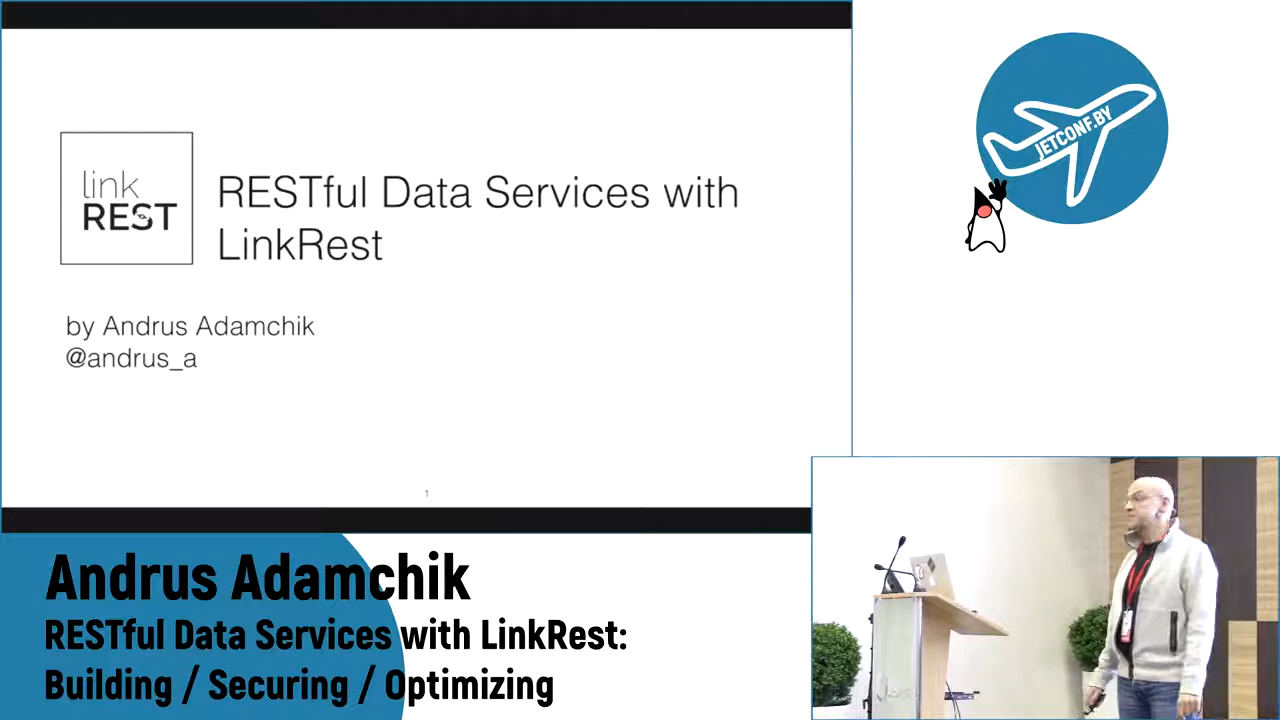 link
REST
RESTful Data Services with
LinkRest
by Andrus Adamchik
@andrus_a
1
JETCONF.BY
Andrus Adamchik
RESTful Data Services with LinkRest:
Building / Securing / Optimizing